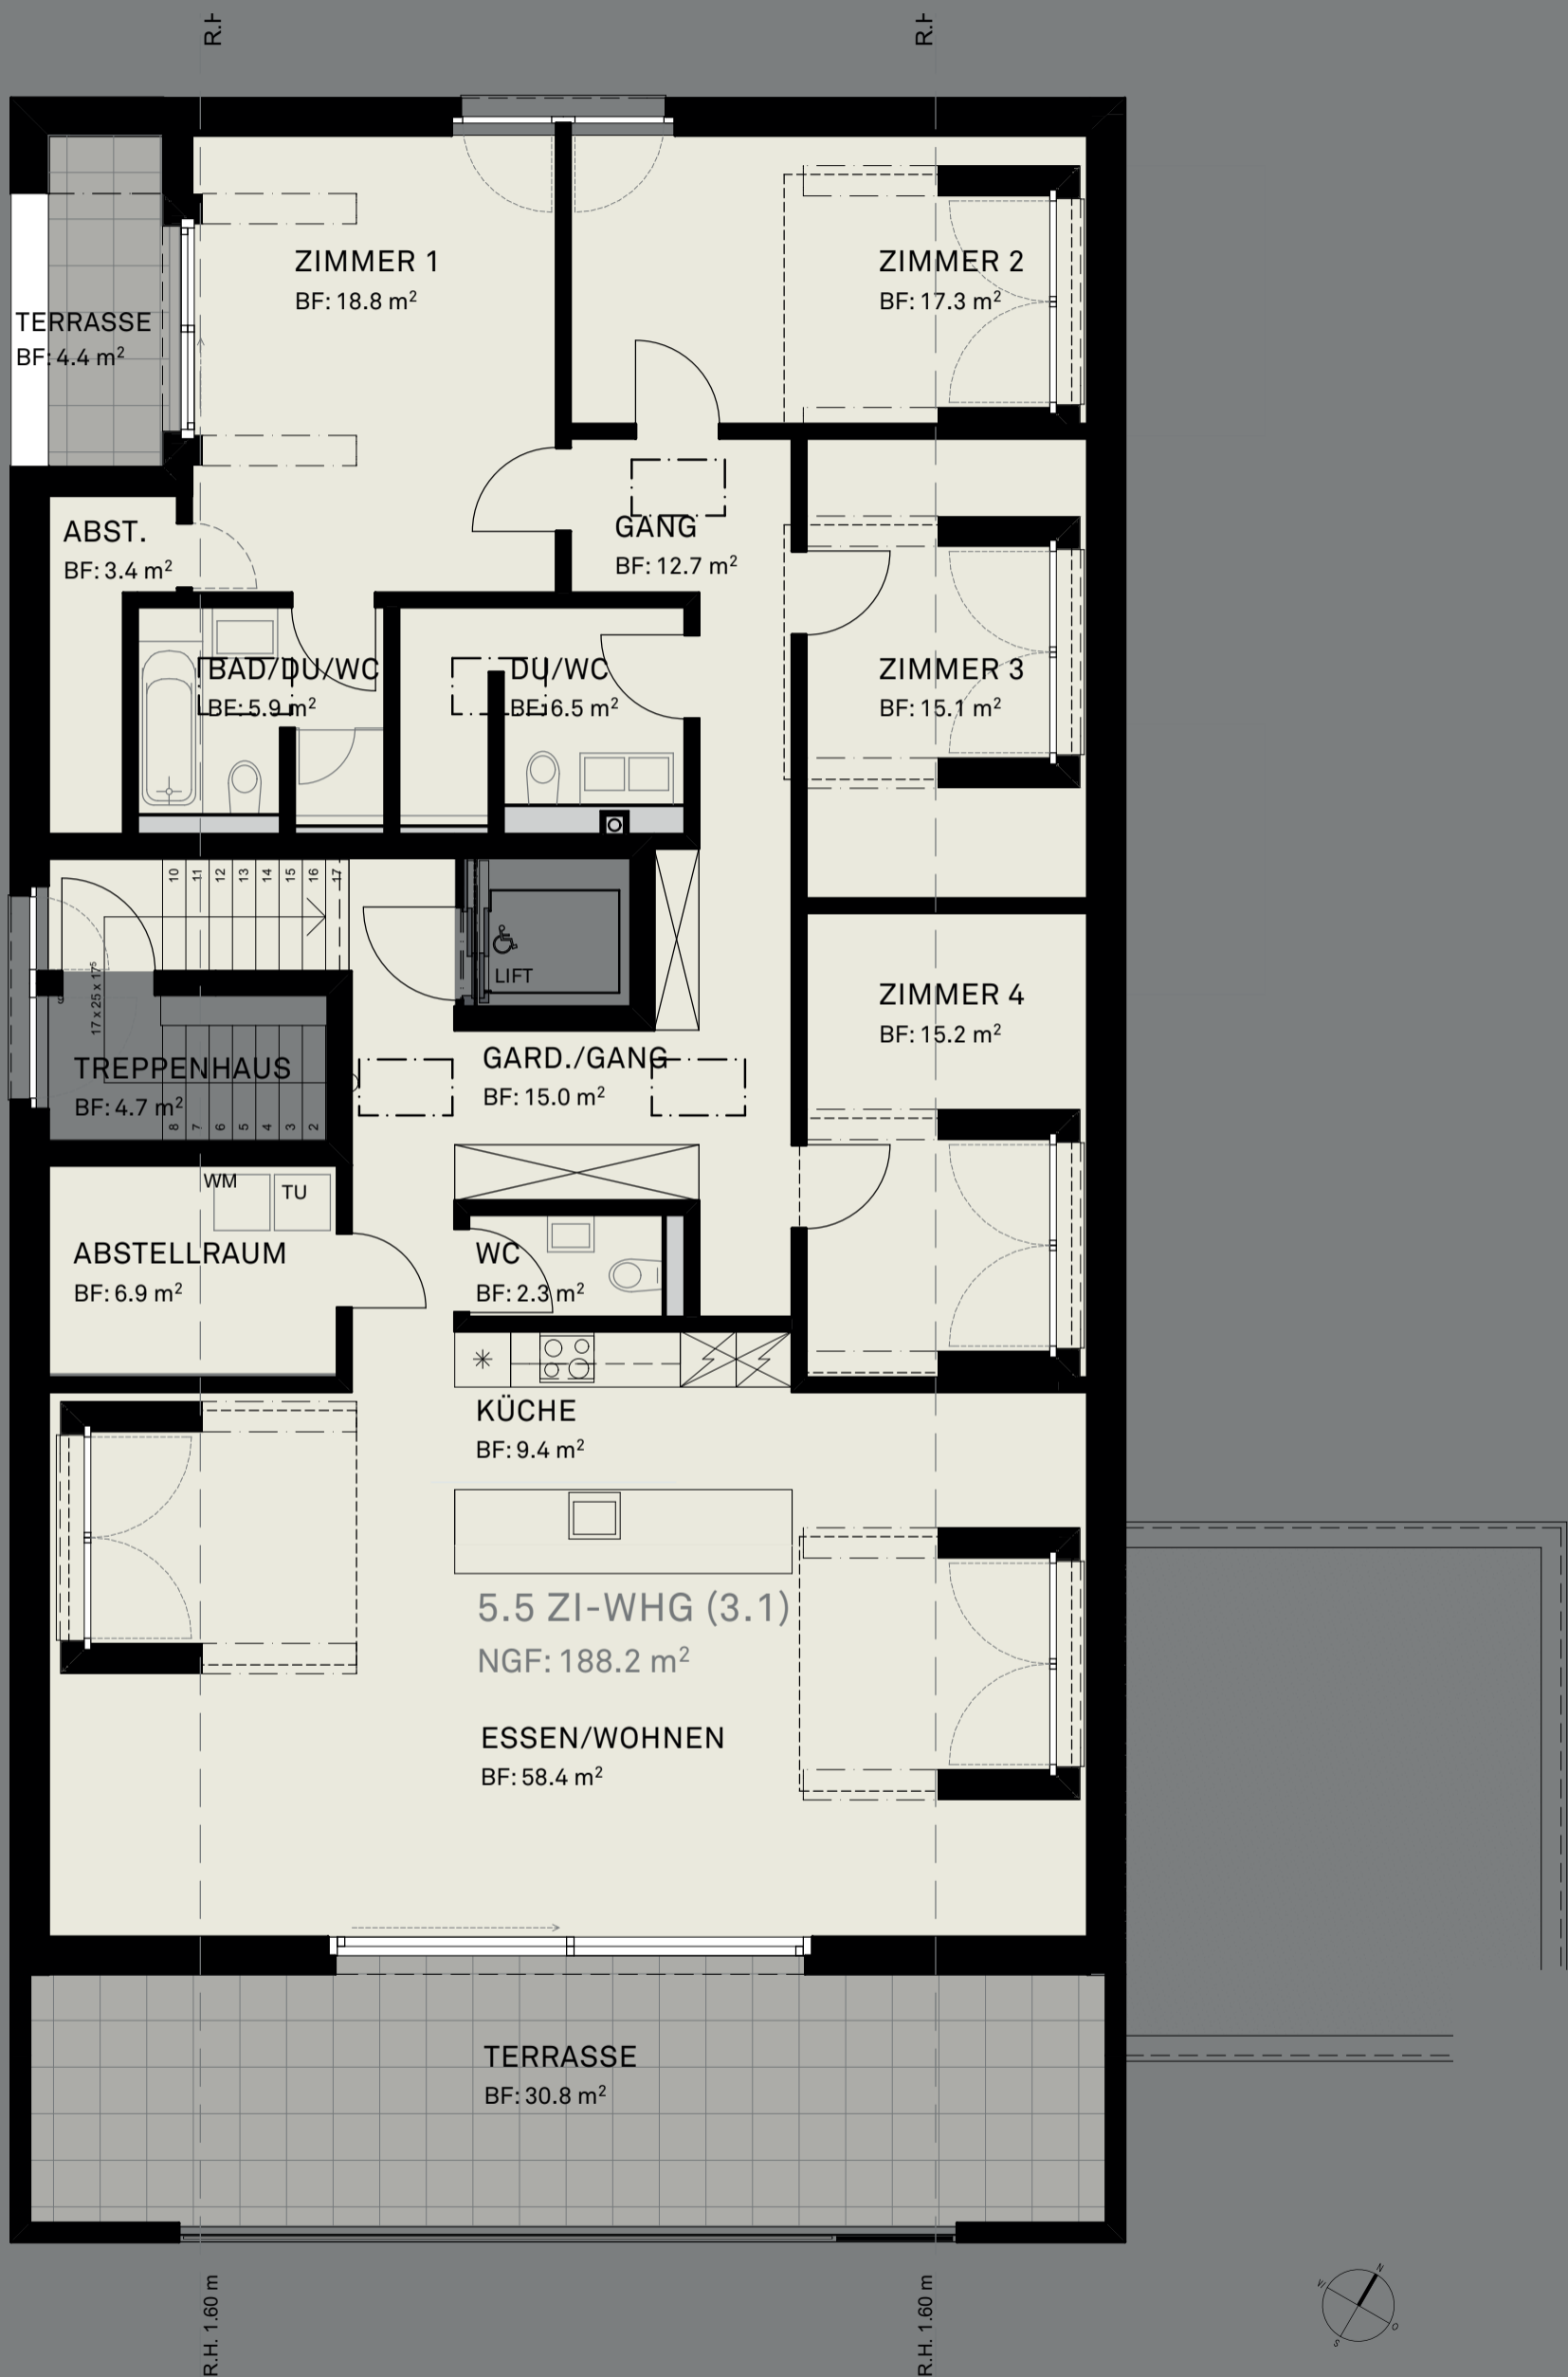 R.H
R.H
ZIMMER 1
BF: 18.8 m²
ZIMMER 2
BF: 17.3 m²
TERRASSE
BF: 4.4 m²
ABST.
BF: 3.4 m²
GANG
BF: 12.7 m²
BAD/DU/WC
BF: 5.9 m²
DU/WC
BF: 6.5 m²
ZIMMER 3
BF: 15.1 m²
10
11
12
13
14
15
16
17
LIFT
9
17 x 25 x 17⁵
ZIMMER 4
BF: 15.2 m²
TREPPENHAUS
BF: 4.7 m²
8
7
6
5
4
3
2
GARD./GANG
BF: 15.0 m²
WM
TU
ABSTELLRAUM
BF: 6.9 m²
WC
BF: 2.3 m²
KÜCHE
BF: 9.4 m²
5.5 ZI-WHG (3.1)
NGF: 188.2 m²
ESSEN/WOHNEN
BF: 58.4 m²
TERRASSE
BF: 30.8 m²
R.H. 1.60 m
R.H. 1.60 m
N
W
O
S